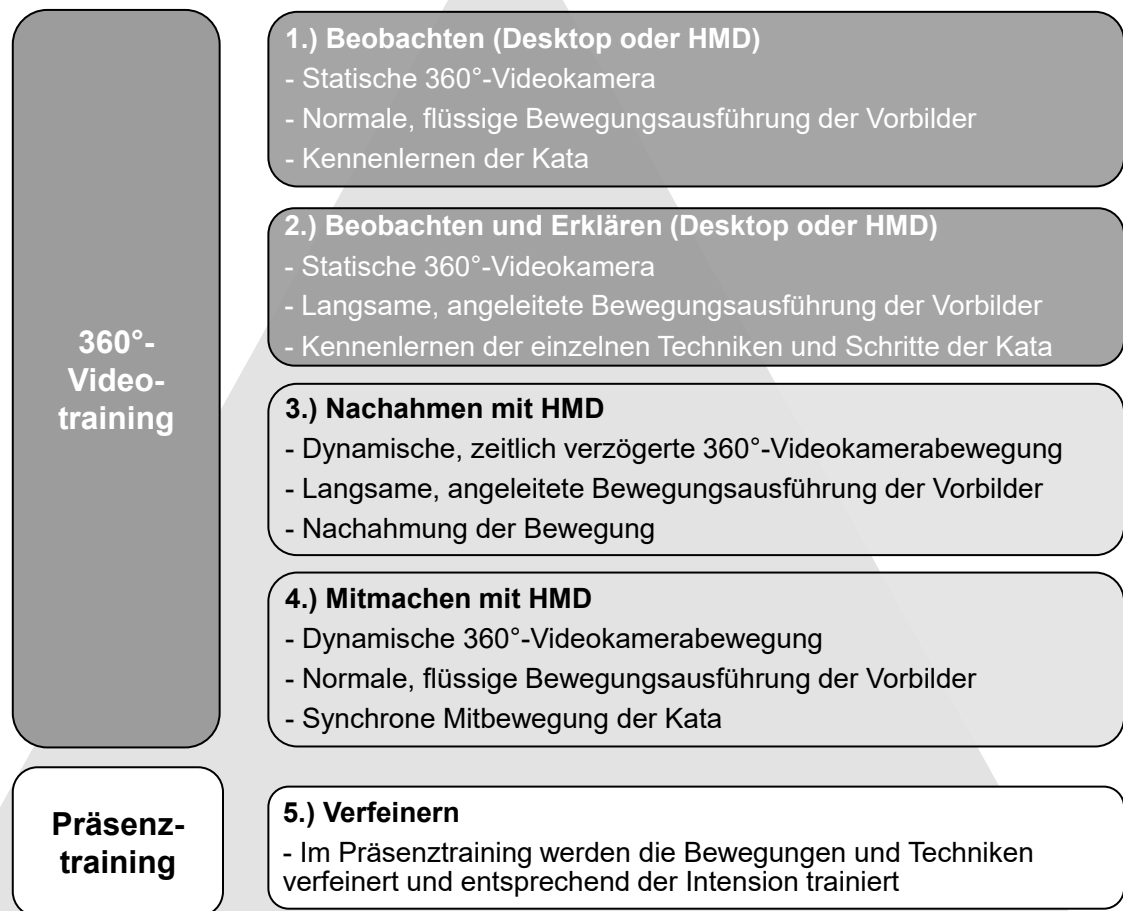 360°-
Video-
training
1.) Beobachten (Desktop oder HMD)
- Statische 360°-Videokamera
- Normale, flüssige Bewegungsausführung der Vorbilder
- Kennenlernen der Kata
2.) Beobachten und Erklären (Desktop oder HMD)
- Statische 360°-Videokamera
- Langsame, angeleitete Bewegungsausführung der Vorbilder
- Kennenlernen der einzelnen Techniken und Schritte der Kata
3.) Nachahmen mit HMD
- Dynamische, zeitlich verzögerte 360°-Videokamerabewegung
- Langsame, angeleitete Bewegungsausführung der Vorbilder
- Nachahmung der Bewegung
4.) Mitmachen mit HMD
- Dynamische 360°-Videokamerabewegung
- Normale, flüssige Bewegungsausführung der Vorbilder
- Synchrone Mitbewegung der Kata
Präsenz-
training
5.) Verfeinern
- Im Präsenztraining werden die Bewegungen und Techniken
verfeinert und entsprechend der Intension trainiert